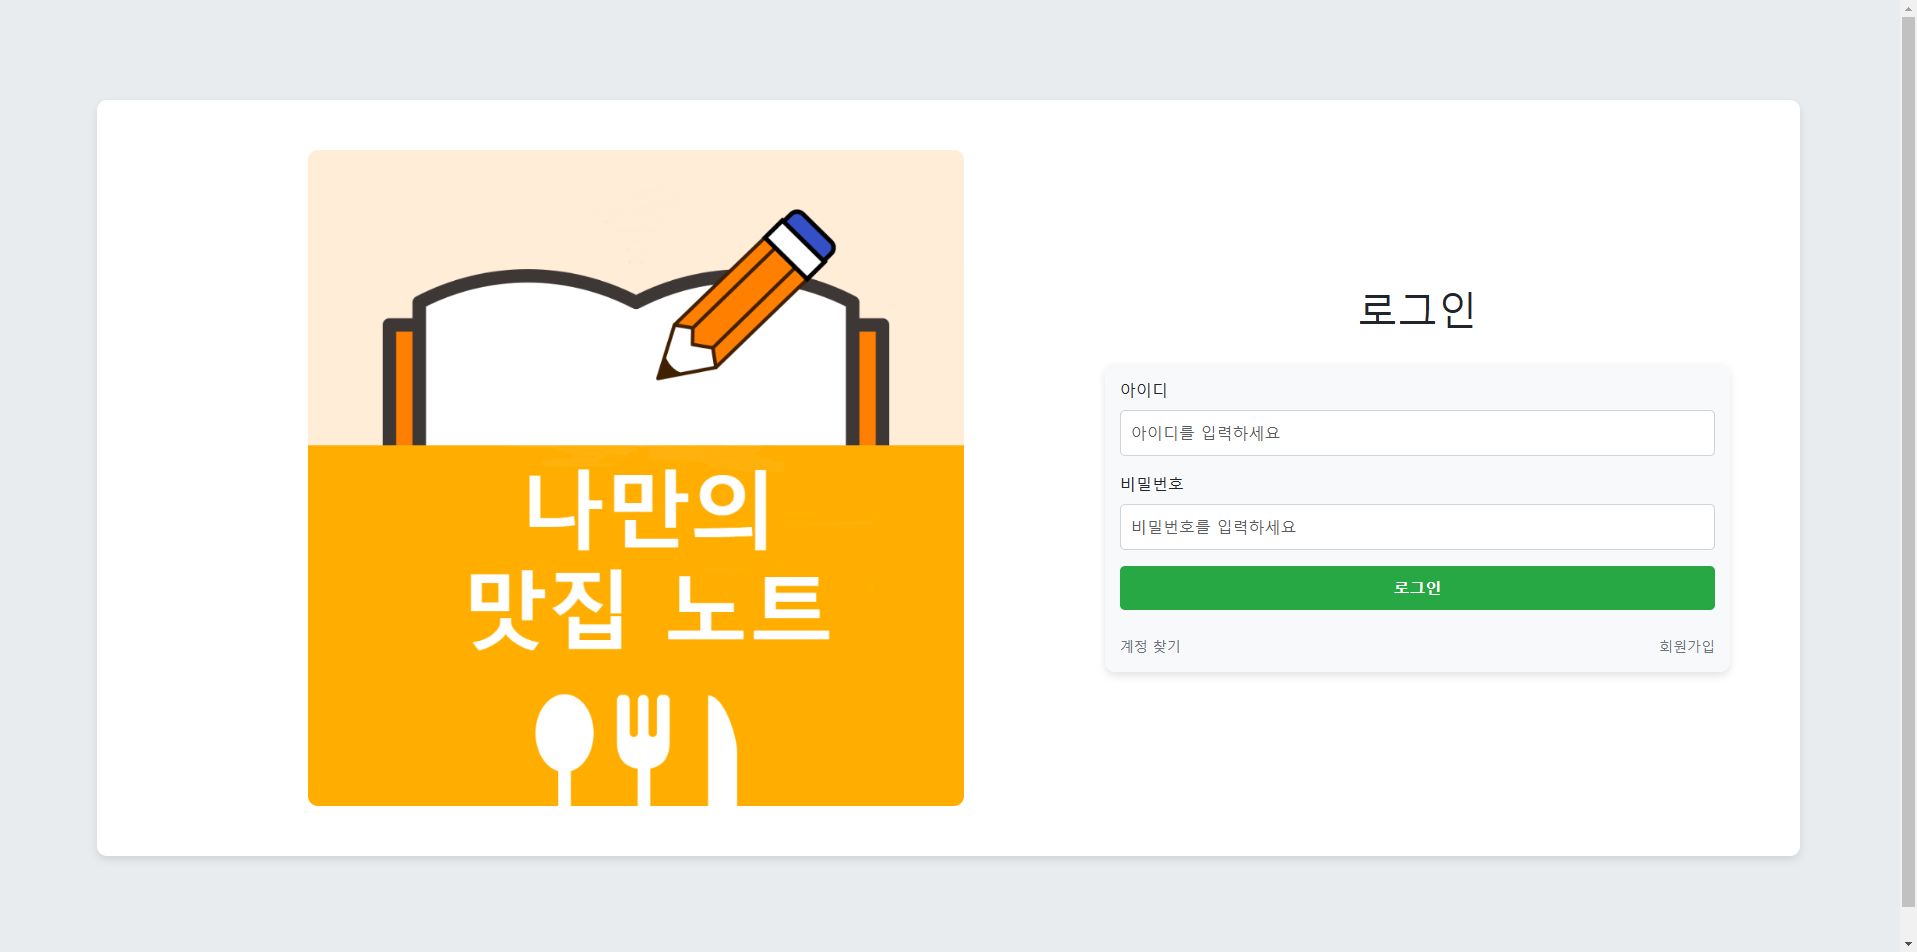 나만의
맛집 노트
로그인
아이디
아이디를 입력하세요
비밀번호
비밀번호를 입력하세요
로그인
계정 찾기
회원가입